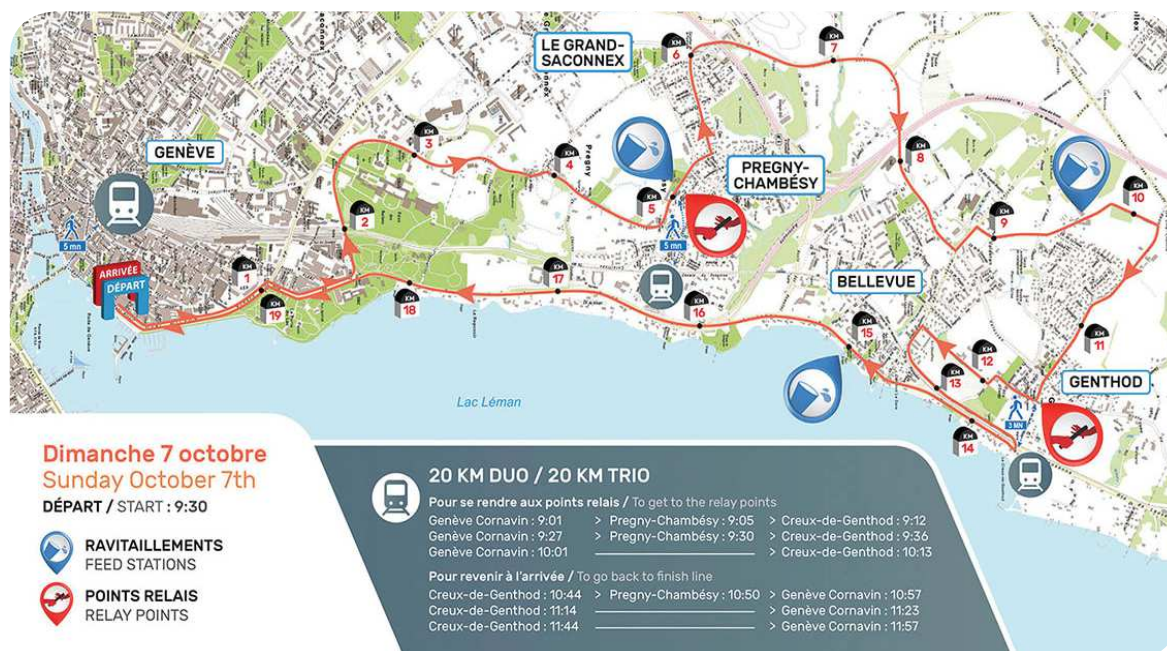 LE GRAND-
SACONNEX
GENÈVE
PREGNY-
CHAMBÉSY
BELLEVUE
GENTHOD
ARRIVÉE
DÉPART
5 mn
5 mn
3 MN
KM
1
KM
2
KM
3
KM
4
KM
5
KM
6
KM
7
KM
8
KM
9
KM
10
KM
11
KM
12
KM
13
KM
14
KM
15
KM
16
KM
17
KM
18
KM
19
Pregny
Lac Léman
Dimanche 7 octobre
Sunday October 7th
DÉPART / START : 9:30
RAVITAILLEMENTS
FEED STATIONS
POINTS RELAIS
RELAY POINTS
20 KM DUO / 20 KM TRIO
Pour se rendre aux points relais / To get to the relay points
Genève Cornavin : 9:01 > Pregny-Chambésy : 9:05 > Creux-de-Genthod : 9:12
Genève Cornavin : 9:27 > Pregny-Chambésy : 9:30 > Creux-de-Genthod : 9:36
Genève Cornavin : 10:01 > Creux-de-Genthod : 10:13
Pour revenir à l'arrivée / To go back to finish line
Creux-de-Genthod : 10:44 > Pregny-Chambésy : 10:50 > Genève Cornavin : 10:57
Creux-de-Genthod : 11:14 > Genève Cornavin : 11:23
Creux-de-Genthod : 11:44 > Genève Cornavin : 11:57